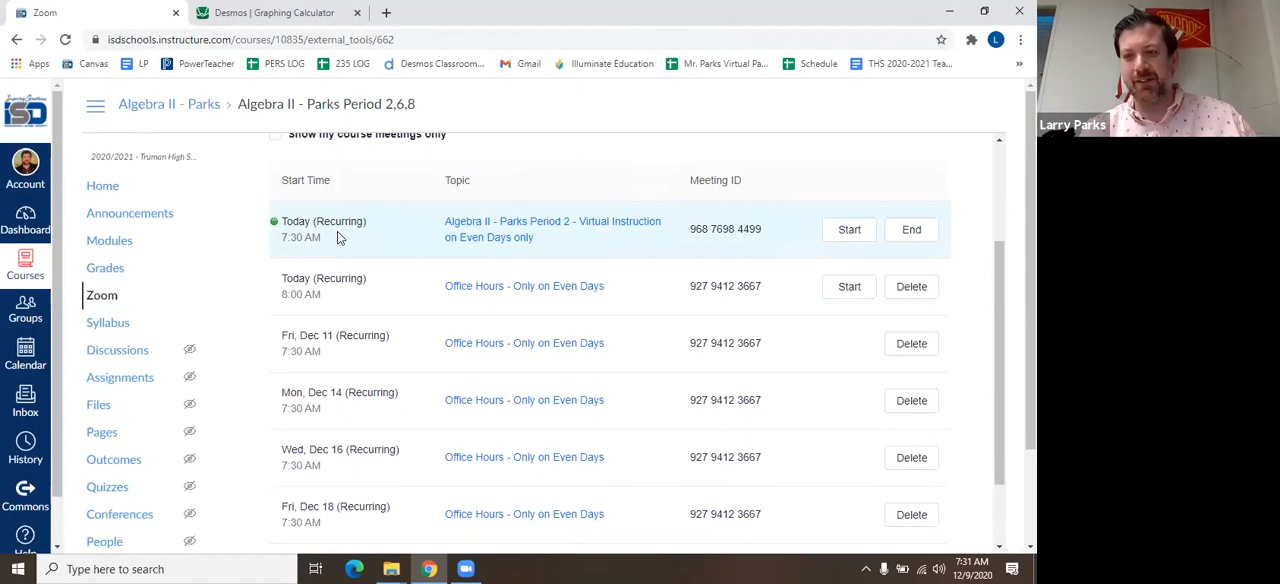 Zoom
Desmos | Graphing Calculator
isdschools.instructure.com/courses/10835/external_tools/662
Apps
Canvas
LP
PowerTeacher
PERS LOG
235 LOG
Desmos Classroom...
Gmail
Illuminate Education
Mr. Parks Virtual Pa...
Schedule
THS 2020-2021 Tea...
»
L
KINGDOM
Larry Parks
ISD
Account
Dashboard
Courses
Groups
Calendar
Inbox
History
Commons
Help
Algebra II - Parks › Algebra II - Parks Period 2,6,8
2020/2021 - Truman High S...
Home
Announcements
Modules
Grades
Zoom
Syllabus
Discussions
Assignments
Files
Pages
Outcomes
Quizzes
Conferences
People
Show my course meetings only
Start Time Topic Meeting ID
Today (Recurring)
7:30 AM
Algebra II - Parks Period 2 - Virtual Instruction
on Even Days only
968 7698 4499
Start End
Today (Recurring)
8:00 AM
Office Hours - Only on Even Days
927 9412 3667
Start Delete
Fri, Dec 11 (Recurring)
7:30 AM
Office Hours - Only on Even Days
927 9412 3667
Delete
Mon, Dec 14 (Recurring)
7:30 AM
Office Hours - Only on Even Days
927 9412 3667
Delete
Wed, Dec 16 (Recurring)
7:30 AM
Office Hours - Only on Even Days
927 9412 3667
Delete
Fri, Dec 18 (Recurring)
7:30 AM
Office Hours - Only on Even Days
927 9412 3667
Delete
Type here to search
7:31 AM
12/9/2020